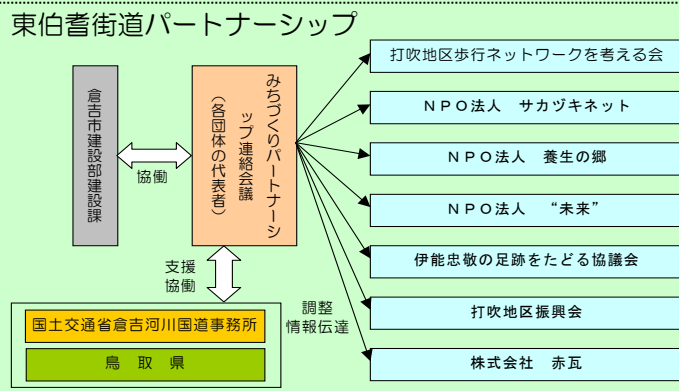 東伯耆街道パートナーシップ
倉吉市建設部建設課
協働
みちづくりパートナーシ
ップ連絡会議
（各団体の代表者）
打吹地区歩行ネットワークを考える会
ＮＰＯ法人　サカヅキネット
ＮＰＯ法人　養生の郷
ＮＰＯ法人　“未来”
伊能忠敬の足跡をたどる協議会
打吹地区振興会
株式会社　赤瓦
支援
協働
調整
情報伝達
国土交通省倉吉河川国道事務所
鳥　取　県